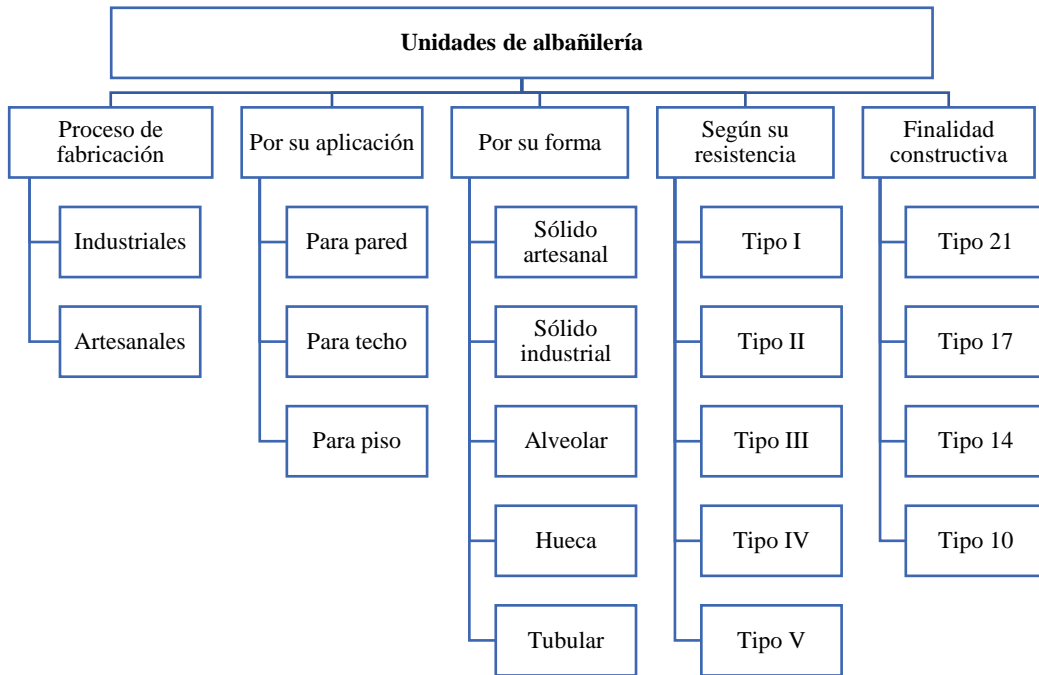 Unidades de albañilería
Proceso de
fabricación
Industriales
Artesanales
Por su aplicación
Para pared
Para techo
Para piso
Por su forma
Sólido
artesanal
Sólido
industrial
Alveolar
Hueca
Tubular
Según su
resistencia
Tipo I
Tipo II
Tipo III
Tipo IV
Tipo V
Finalidad
constructiva
Tipo 21
Tipo 17
Tipo 14
Tipo 10